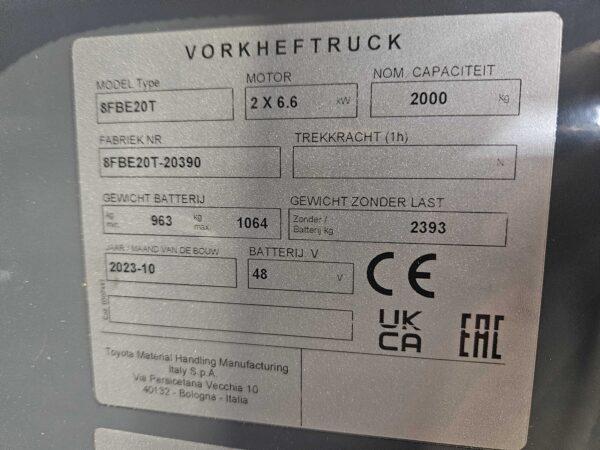 VORKHEFTRUCK
MODEL Type
8FBE20T
MOTOR
2 X 6.6 kW
NOM. CAPACITEIT
2000 Kg
FABRIEK NR
8FBE20T-20390
TREKKRACHT (1h)
N
GEWICHT BATTERIJ
kg min. 963 kg max. 1064
GEWICHT ZONDER LAST
Zonder / Batterij kg 2393
JAAR / MAAND VAN DE BOUW
2023-10
BATTERIJ V
48 V
CE
UK
CA
EAC
Toyota Material Handling Manufacturing
Italy S.p.A.
Via Persicetana Vecchia 10
40132 - Bologna - Italia